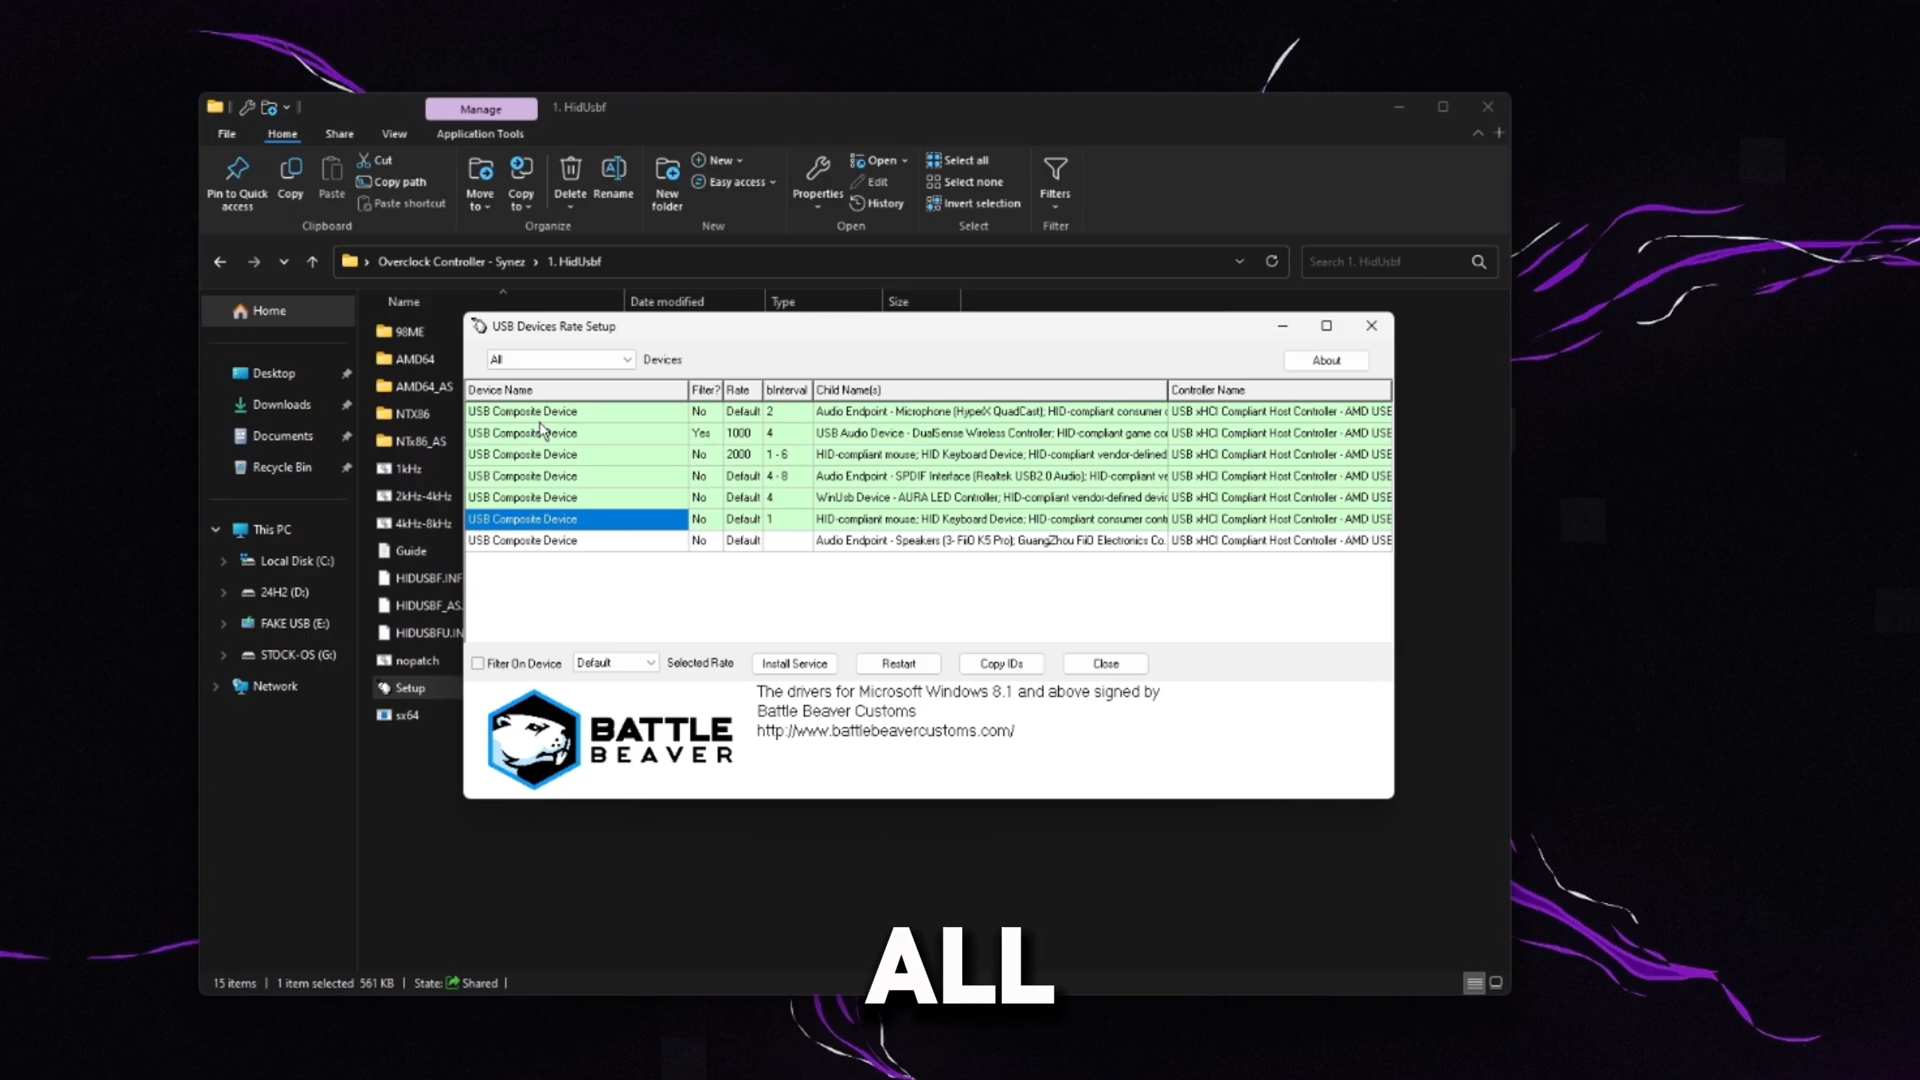 Manage
1. HidUsbf
File
Home
Share
View
Application Tools
Pin to Quick access
Copy
Paste
Cut
Copy path
Paste shortcut
Clipboard
Move to
Copy to
Delete
Rename
Organize
New folder
New
Easy access
New
Properties
Open
Edit
History
Open
Select all
Select none
Invert selection
Select
Filters
Filter
Overclock Controller - Synez › 1. HidUsbf
Search 1. HidUsbf
Home
Desktop
Downloads
Documents
Recycle Bin
This PC
Local Disk (C:)
24H2 (D:)
FAKE USB (E:)
STOCK-OS (G:)
Network
Name
Date modified
Type
Size
98ME
AMD64
AMD64_AS
NTX86
NTx86_AS
1kHz
2kHz-4kHz
4kHz-8kHz
Guide
HIDUSBF.INF
HIDUSBF_AS.
HIDUSBFU.IN
nopatch
Setup
sx64
USB Devices Rate Setup
All
Devices
About
Device Name Filter? Rate bInterval Child Name(s) Controller Name
USB Composite Device No Default 2 Audio Endpoint - Microphone (HyperX QuadCast); HID-compliant consumer c USB xHCI Compliant Host Controller - AMD USE
USB Composite Device Yes 1000 4 USB Audio Device - DualSense Wireless Controller; HID-compliant game co USB xHCI Compliant Host Controller - AMD USE
USB Composite Device No 2000 1 - 6 HID-compliant mouse; HID Keyboard Device; HID-compliant vendor-defined USB xHCI Compliant Host Controller - AMD USE
USB Composite Device No Default 4 - 8 Audio Endpoint - SPDIF Interface (Realtek USB2.0 Audio); HID-compliant ve USB xHCI Compliant Host Controller - AMD USE
USB Composite Device No Default 4 WinUsb Device - AURA LED Controller; HID-compliant vendor-defined devic USB xHCI Compliant Host Controller - AMD USE
USB Composite Device No Default 1 HID-compliant mouse; HID Keyboard Device; HID-compliant consumer contr USB xHCI Compliant Host Controller - AMD USE
USB Composite Device No Default Audio Endpoint - Speakers (3- FiiO K5 Pro); GuangZhou FiiO Electronics Co. USB xHCI Compliant Host Controller - AMD USE
Filter On Device
Default
Selected Rate
Install Service
Restart
Copy IDs
Close
BATTLE
BEAVER
The drivers for Microsoft Windows 8.1 and above signed by
Battle Beaver Customs
http://www.battlebeavercustoms.com/
15 items | 1 item selected 561 KB | State: Shared |
ALL